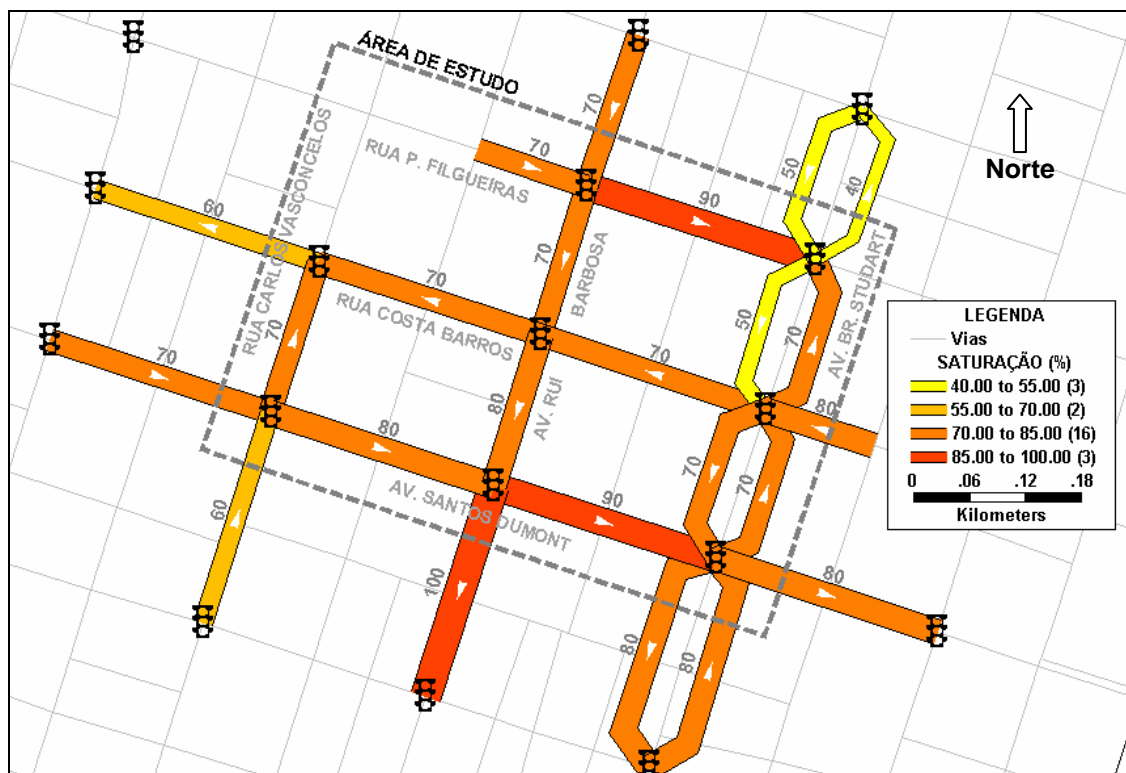 ÁREA DE ESTUDO
Norte
RUA P. FILGUEIRAS
RUA CARLOS VASCONCELOS
BARBOSA
AV. RUI
RUA COSTA BARROS
AV. BR. STUDART
AV. SANTOS DUMONT
70
70
90
50
40
60
70
70
50
70
70
70
80
70
80
80
70
70
90
60
100
80
80
80
LEGENDA
Vias
SATURAÇÃO (%)
40.00 to 55.00 (3)
55.00 to 70.00 (2)
70.00 to 85.00 (16)
85.00 to 100.00 (3)
0 .06 .12 .18
Kilometers